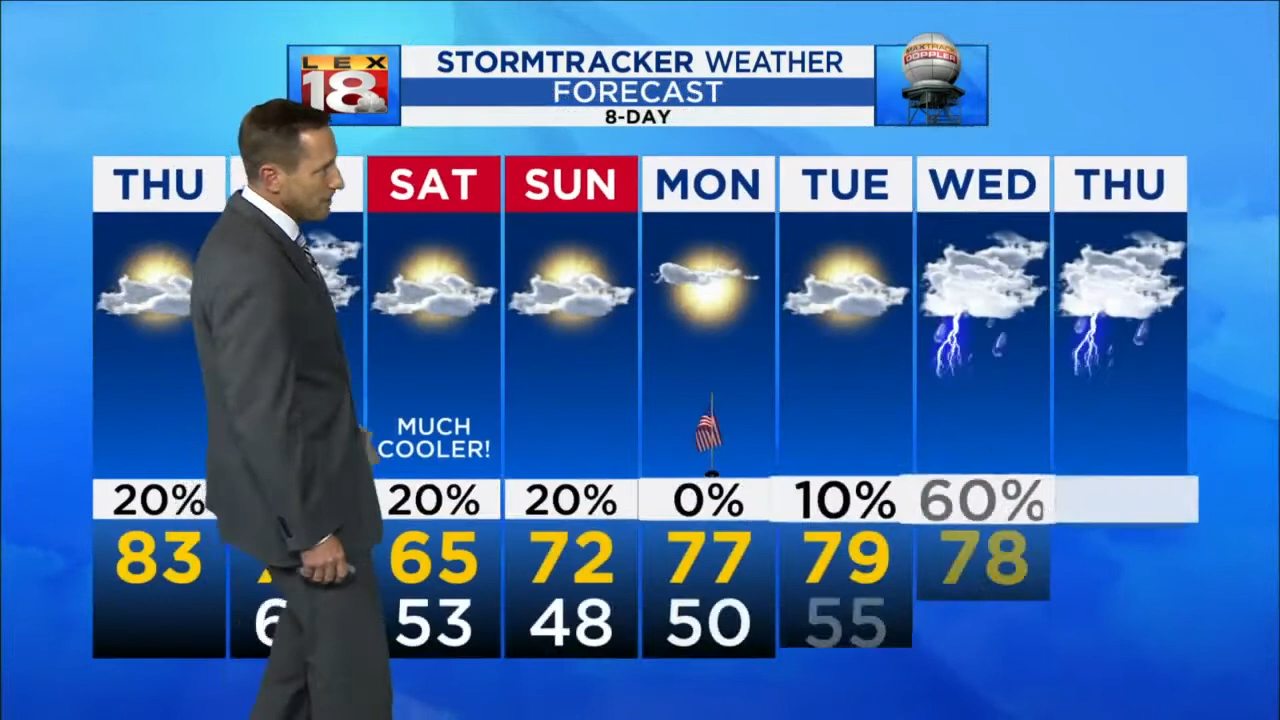 LEX
18
STORMTRACKER WEATHER
FORECAST
8-DAY
DOPPLER
THU SAT SUN MON TUE WED THU
MUCH
COOLER!
20% 20% 20% 0% 10% 60%
83 65 72 77 79 78
53 48 50 55